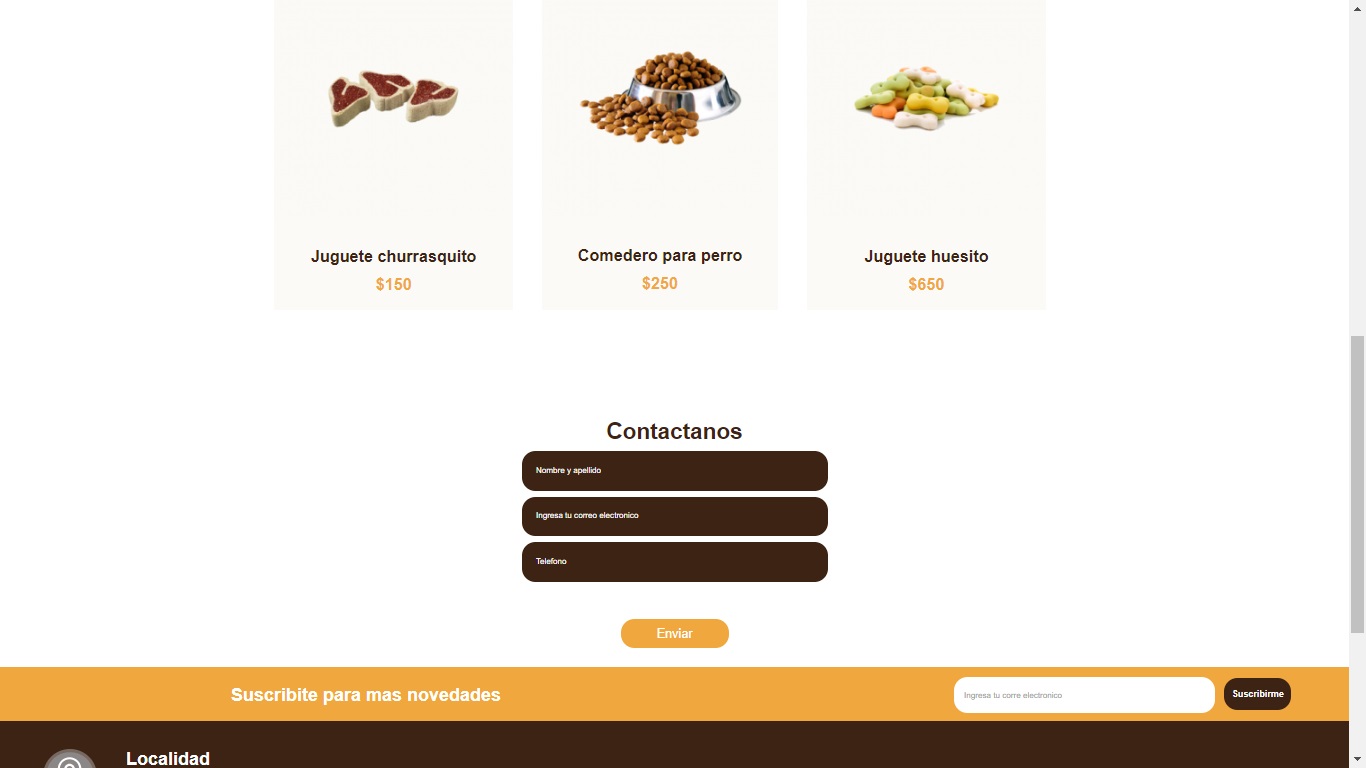 Juguete churrasquito
$150
Comedero para perro
$250
Juguete huesito
$650
Contactanos
Nombre y apellido
Ingresa tu correo electronico
Telefono
Enviar
Suscribite para mas novedades
Ingresa tu corre electronico
Suscribirme
Localidad